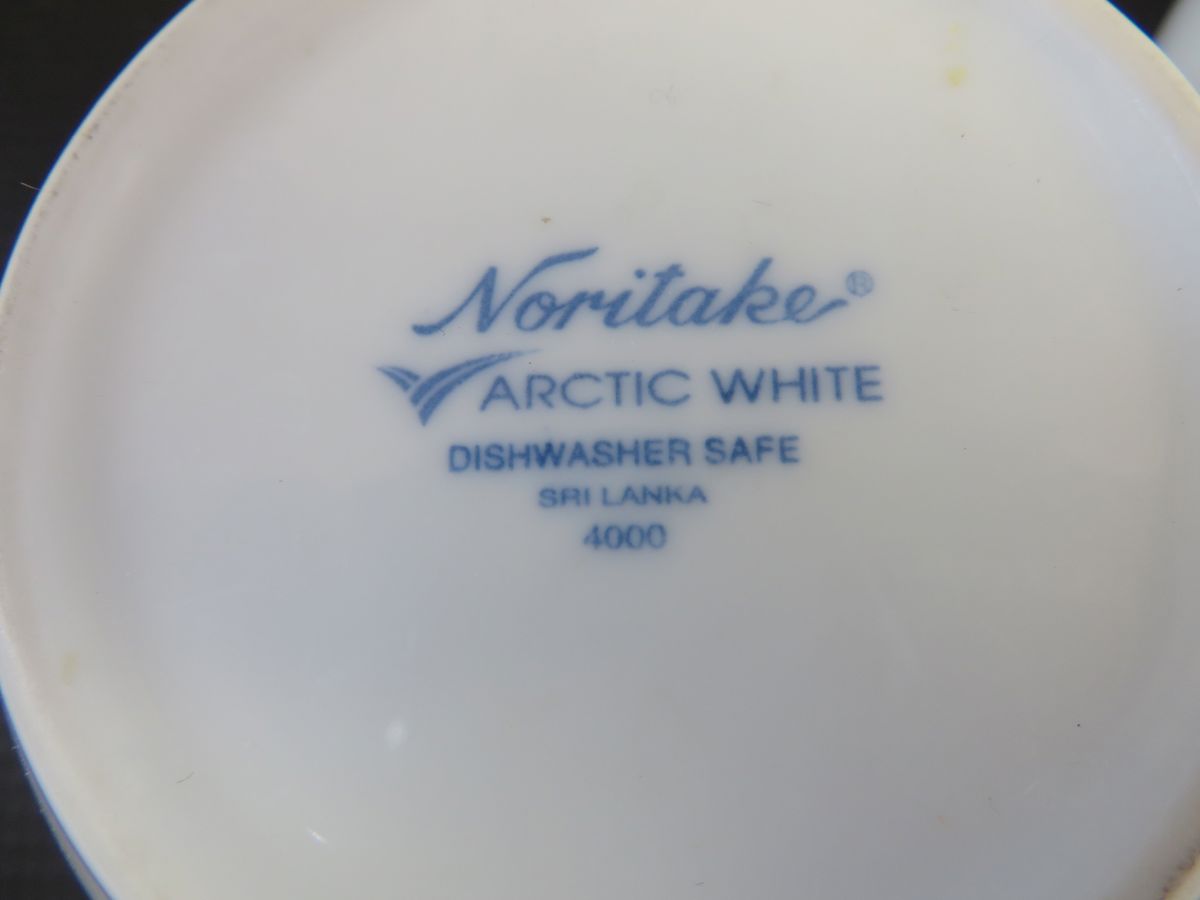 Noritake®
ARCTIC WHITE
DISHWASHER SAFE
SRI LANKA
4000